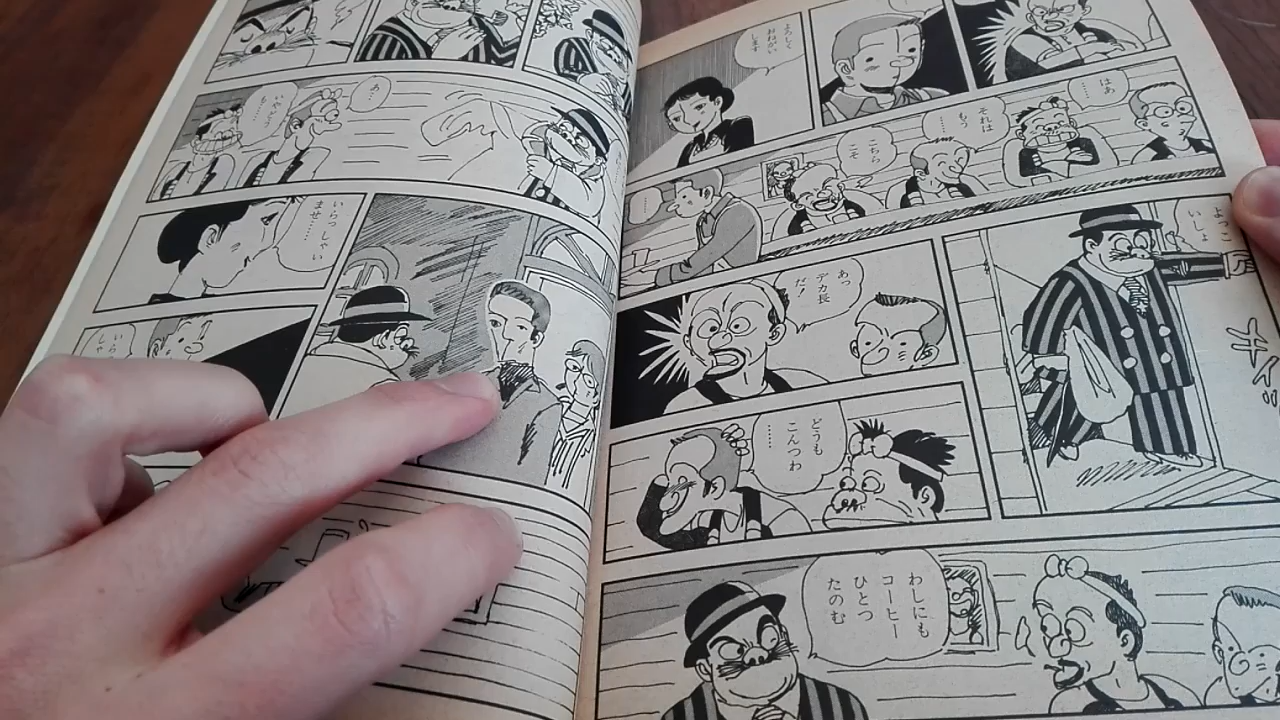 よろしく
おねがい
します
はあ
……
それは
もう
……
こちら
こそ
……
よっこ
いしょ
ギイ
あっ
デカ長
だ!
どうも
こんつわ
……
わしにも
コーヒー
ひとつ
たのむ
いらっしゃい
ませ……